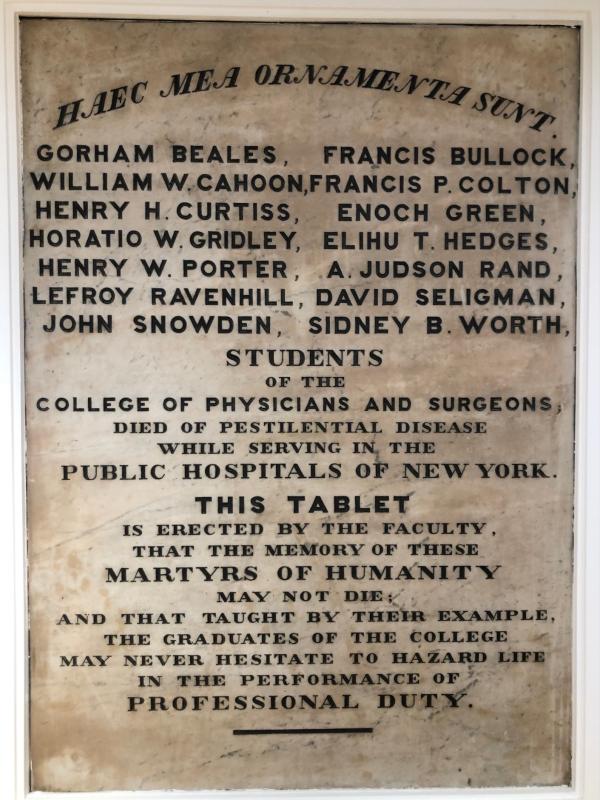 HAEC MEA ORNAMENTA SUNT.
GORHAM BEALES, FRANCIS BULLOCK,
WILLIAM W. CAHOON, FRANCIS P. COLTON,
HENRY H. CURTISS, ENOCH GREEN,
HORATIO W. GRIDLEY, ELIHU T. HEDGES,
HENRY W. PORTER, A. JUDSON RAND,
LEFROY RAVENHILL, DAVID SELIGMAN,
JOHN SNOWDEN, SIDNEY B. WORTH,
STUDENTS
OF THE
COLLEGE OF PHYSICIANS AND SURGEONS,
DIED OF PESTILENTIAL DISEASE
WHILE SERVING IN THE
PUBLIC HOSPITALS OF NEW YORK.
THIS TABLET
IS ERECTED BY THE FACULTY,
THAT THE MEMORY OF THESE
MARTYRS OF HUMANITY
MAY NOT DIE;
AND THAT TAUGHT BY THEIR EXAMPLE,
THE GRADUATES OF THE COLLEGE
MAY NEVER HESITATE TO HAZARD LIFE
IN THE PERFORMANCE OF
PROFESSIONAL DUTY.